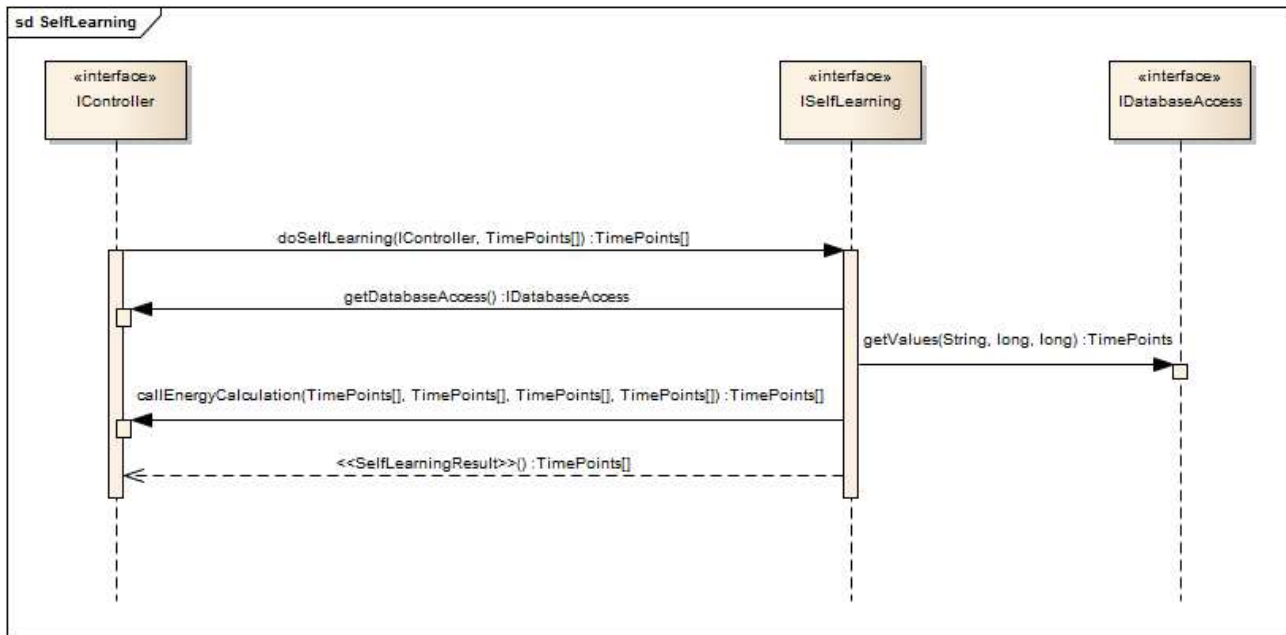 sd SelfLearning
«interface»
IController
«interface»
ISelfLearning
«interface»
IDatabaseAccess
doSelfLearning(IController, TimePoints[]) :TimePoints[]
getDatabaseAccess() :IDatabaseAccess
getValues(String, long, long) :TimePoints
callEnergyCalculation(TimePoints[], TimePoints[], TimePoints[], TimePoints[]) :TimePoints[]
<<SelfLearningResult>>() :TimePoints[]